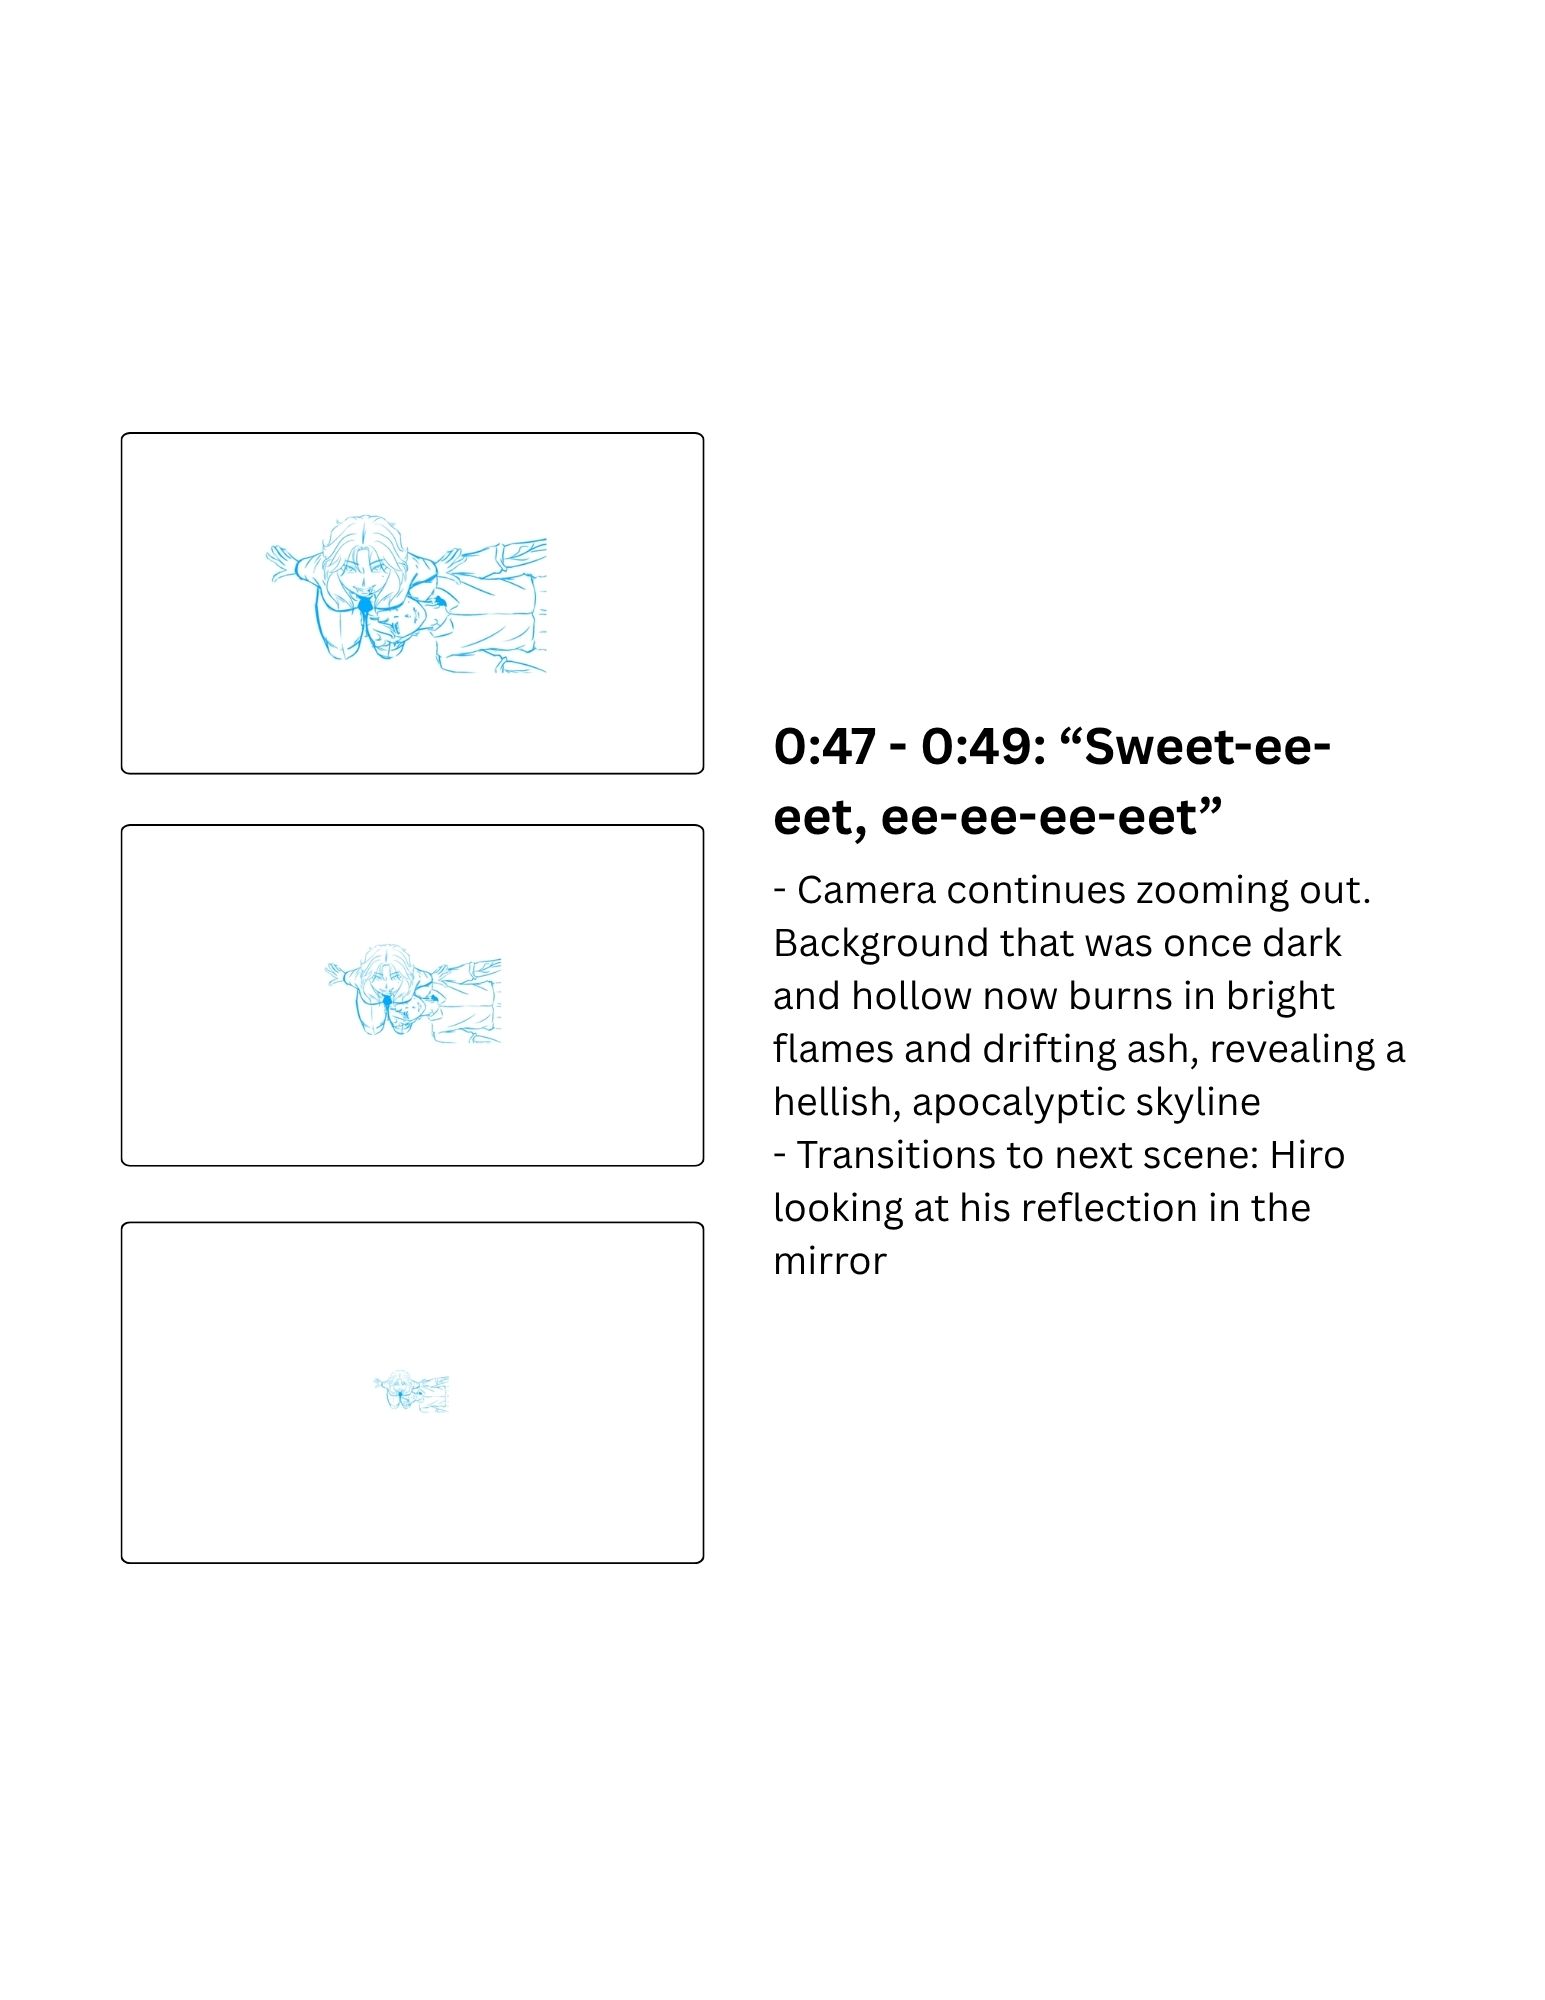 0:47 - 0:49: “Sweet-ee-
eet, ee-ee-ee-eet”
- Camera continues zooming out.
Background that was once dark
and hollow now burns in bright
flames and drifting ash, revealing a
hellish, apocalyptic skyline
- Transitions to next scene: Hiro
looking at his reflection in the
mirror